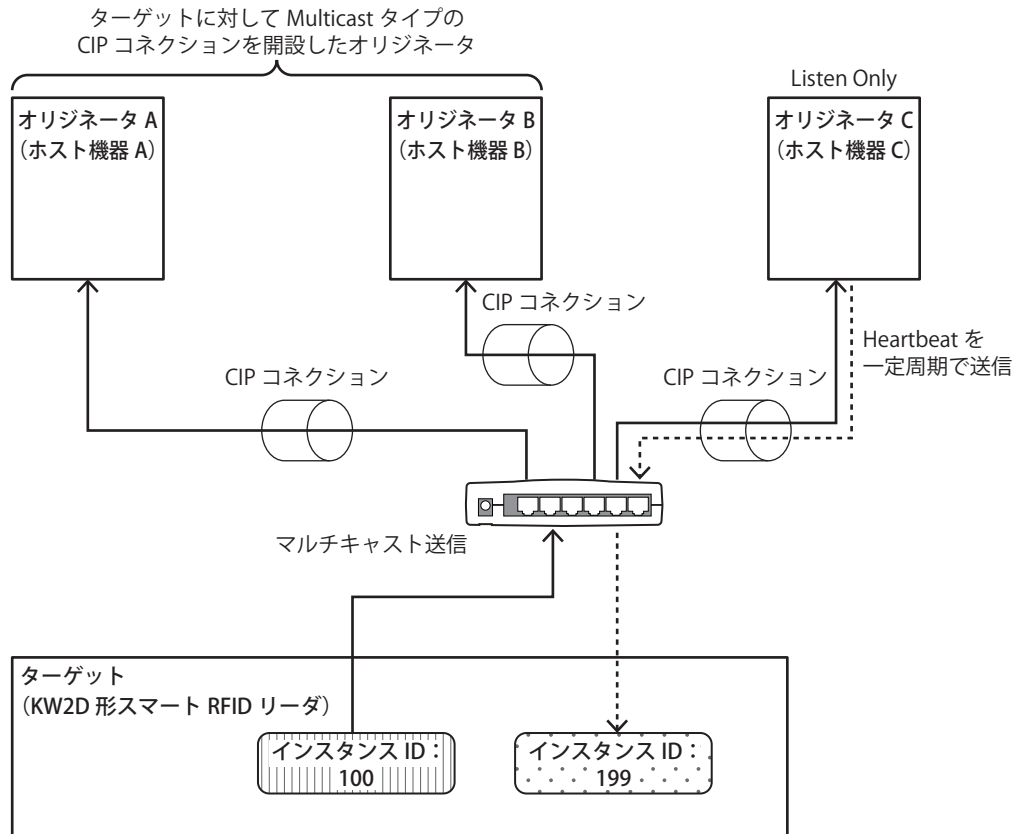 ターゲットに対して Multicast タイプの
CIP コネクションを開設したオリジネータ
Listen Only
オリジネータ A
（ホスト機器 A）
オリジネータ B
（ホスト機器 B）
オリジネータ C
（ホスト機器 C）
CIP コネクション
Heartbeat を
一定周期で送信
CIP コネクション
CIP コネクション
マルチキャスト送信
ターゲット
（KW2D 形スマート RFID リーダ）
インスタンス ID：
100
インスタンス ID：
199